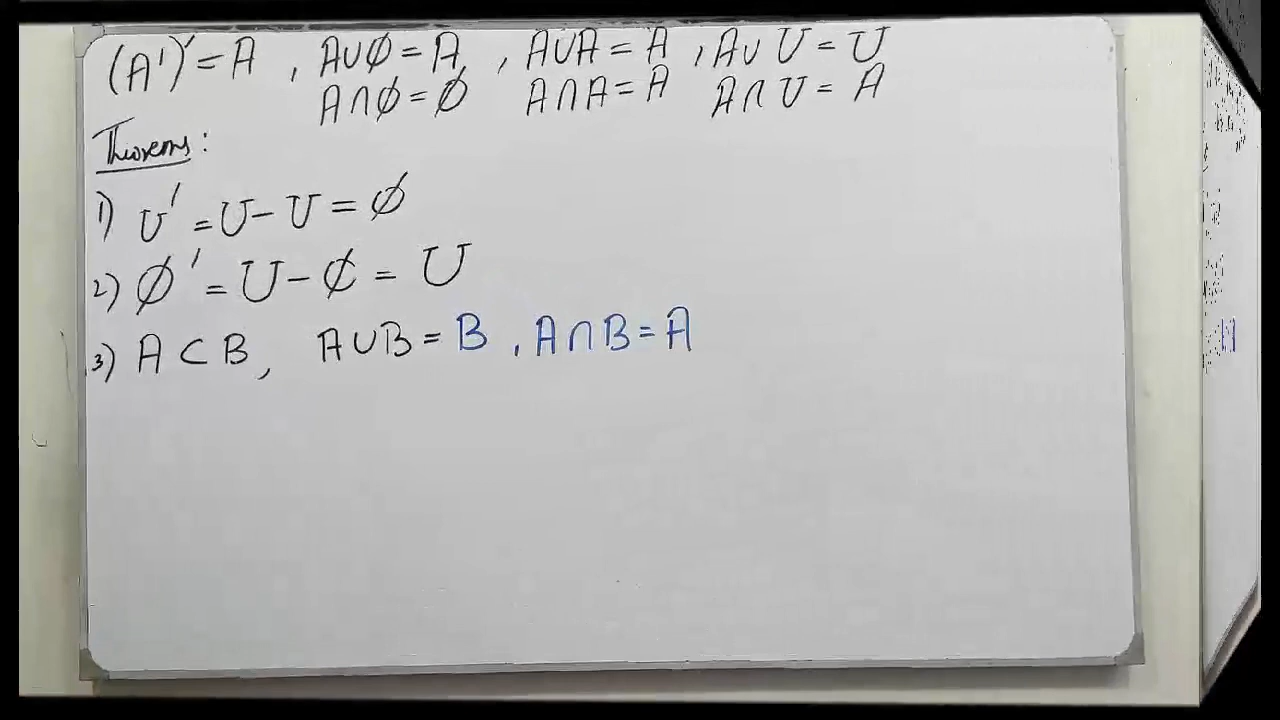 (A')' = A , A∪∅ = A , A∪A = A , A∪U = U
A∩∅ = ∅ A∩A = A A∩U = A
Theorems :
1) U' = U - U = ∅
2) ∅' = U - ∅ = U
3) A ⊂ B , A∪B = B , A∩B = A